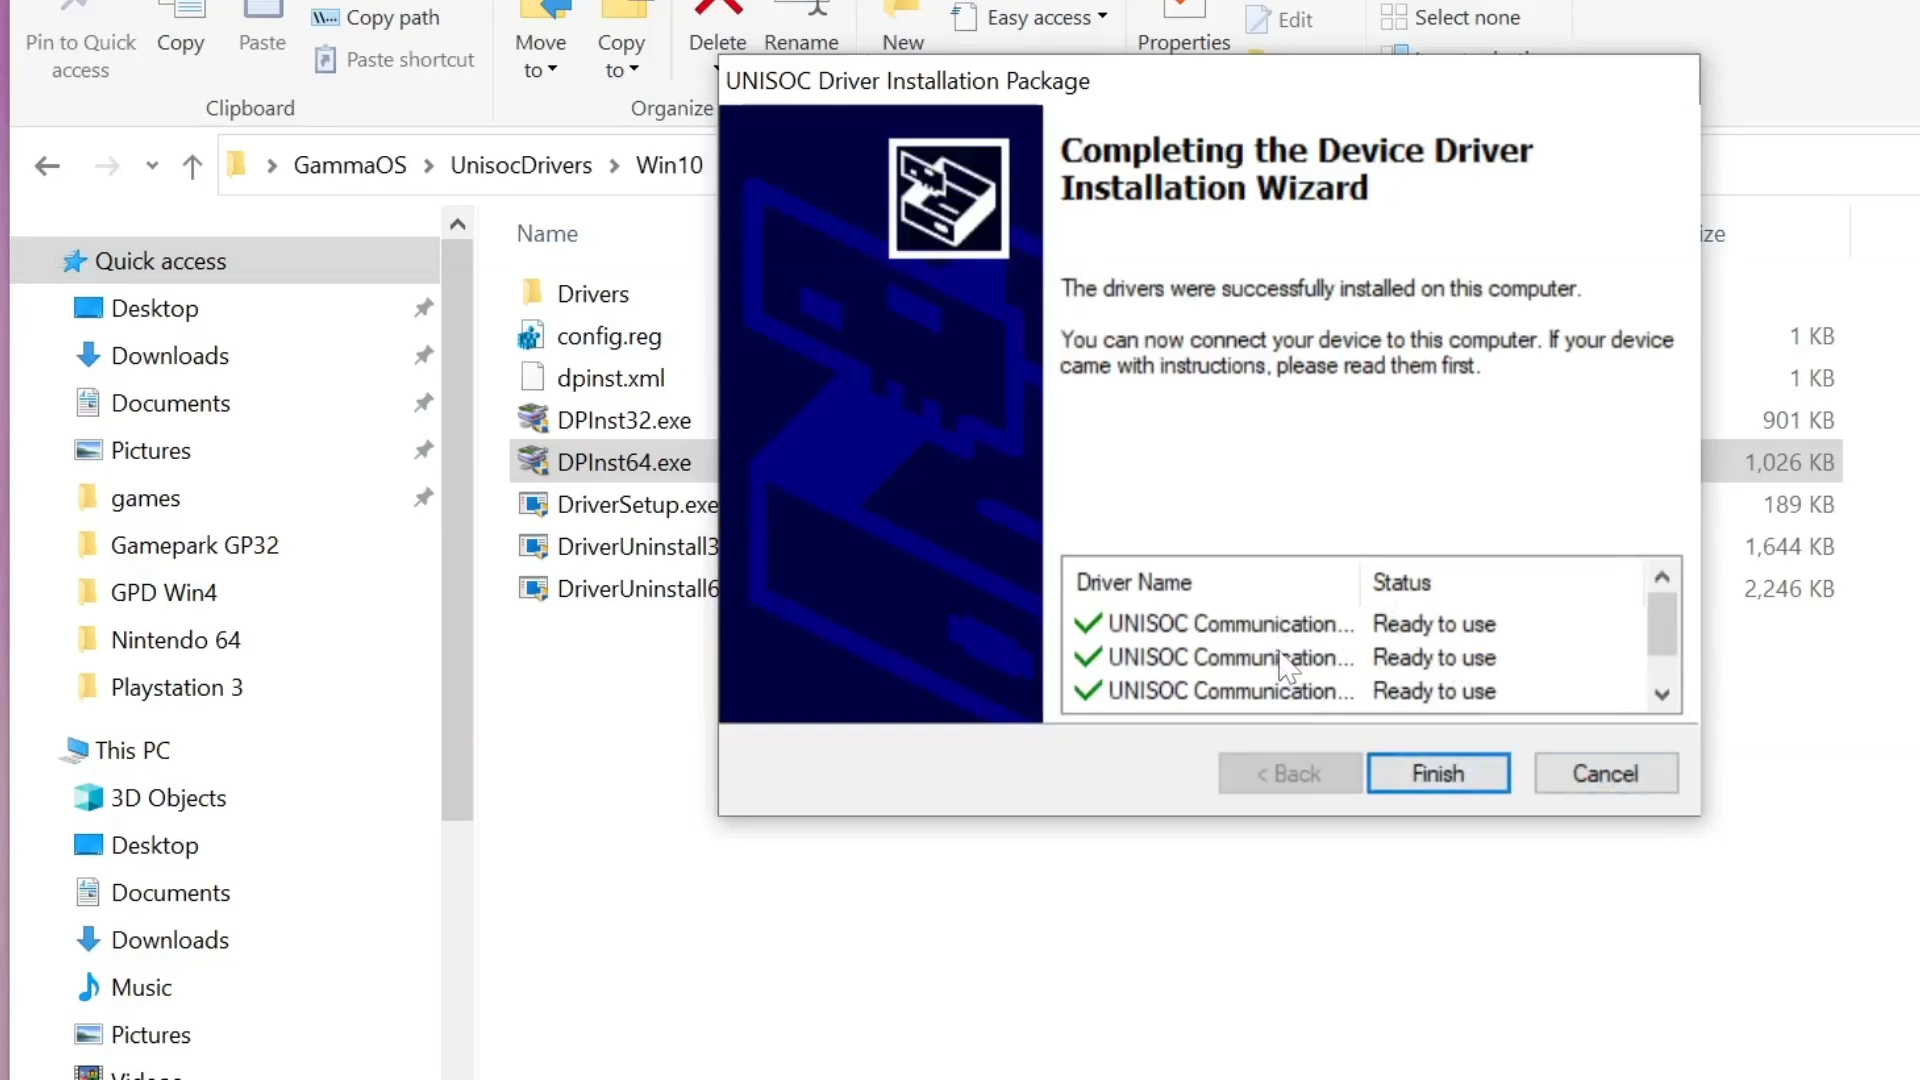 Pin to Quick
access
Copy
Paste
Copy path
Paste shortcut
Clipboard
Move
to
Copy
to
Delete
Rename
Organize
New
Easy access
Properties
Edit
Select none
GammaOS
UnisocDrivers
Win10
Quick access
Desktop
Downloads
Documents
Pictures
games
Gamepark GP32
GPD Win4
Nintendo 64
Playstation 3
This PC
3D Objects
Desktop
Documents
Downloads
Music
Pictures
Name
ize
Drivers
config.reg
1 KB
dpinst.xml
1 KB
DPInst32.exe
901 KB
DPInst64.exe
1,026 KB
DriverSetup.exe
189 KB
DriverUninstall3
1,644 KB
DriverUninstall6
2,246 KB
UNISOC Driver Installation Package
Completing the Device Driver
Installation Wizard
The drivers were successfully installed on this computer.
You can now connect your device to this computer. If your device
came with instructions, please read them first.
Driver Name Status
UNISOC Communication... Ready to use
UNISOC Communication... Ready to use
UNISOC Communication... Ready to use
< Back
Finish
Cancel